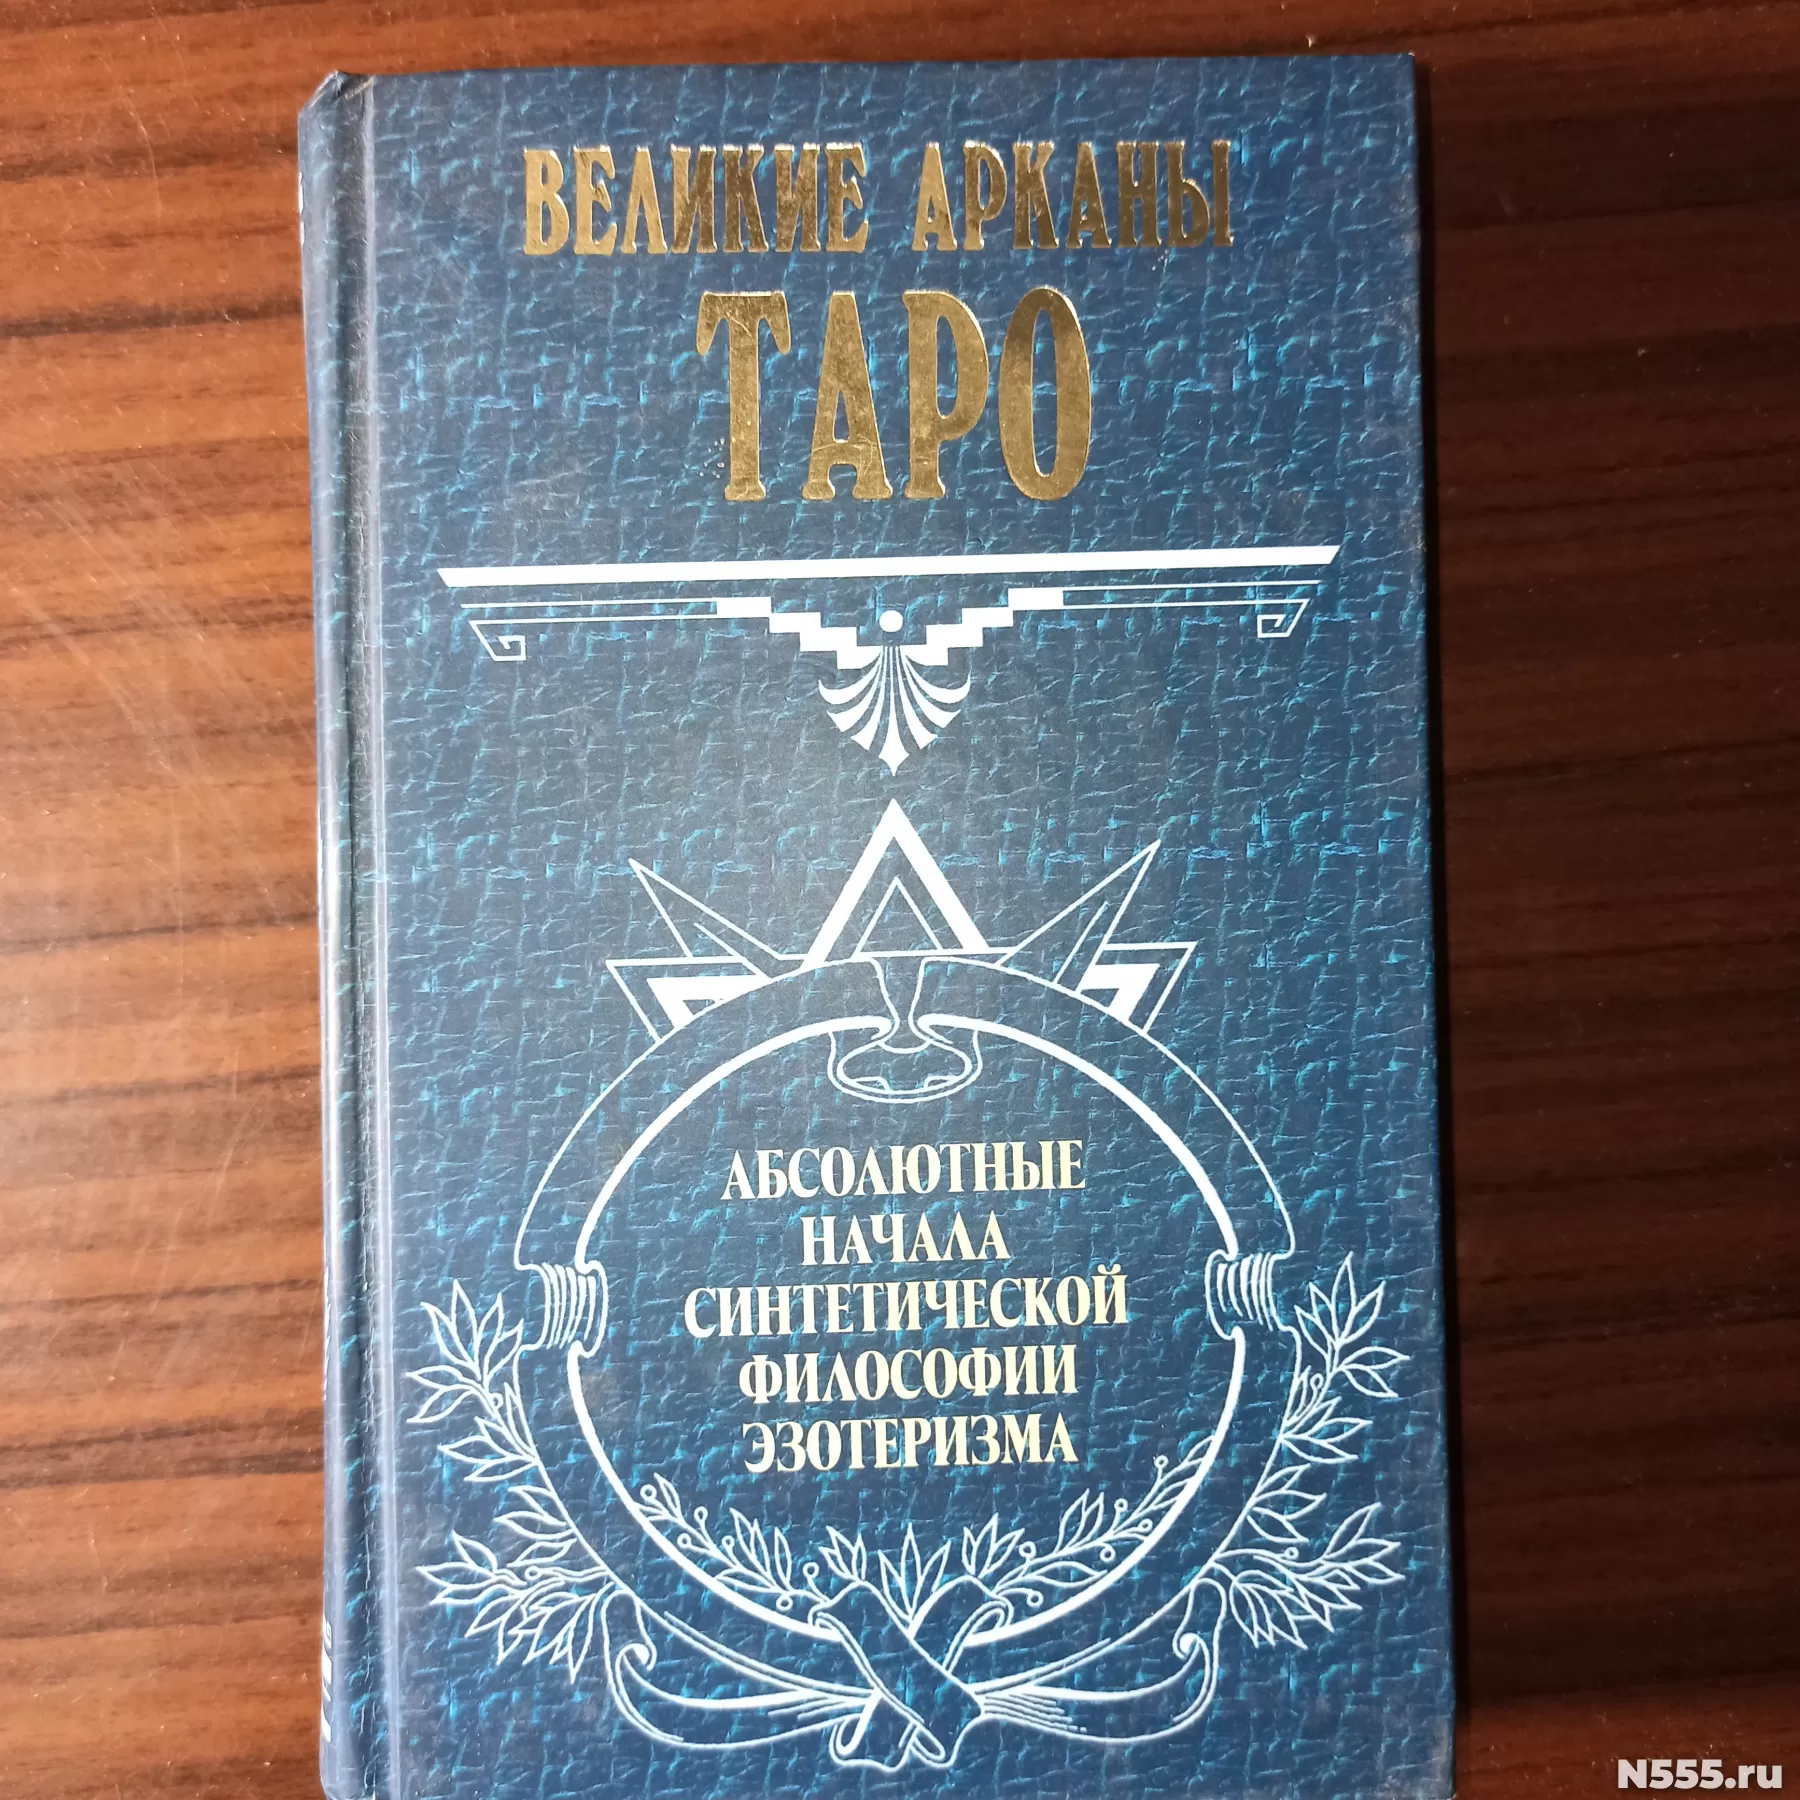 ВЕЛИКИЕ АРКАНЫ
ТАРО
АБСОЛЮТНЫЕ
НАЧАЛА
СИНТЕТИЧЕСКОЙ
ФИЛОСОФИИ
ЭЗОТЕРИЗМА
N555.ru